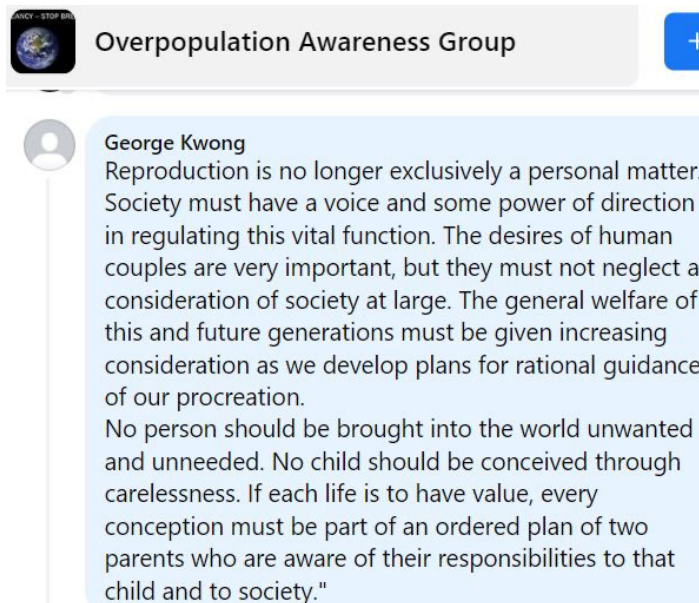 ANCY – STOP BRE
Overpopulation Awareness Group
+
George Kwong
Reproduction is no longer exclusively a personal matter.
Society must have a voice and some power of direction
in regulating this vital function. The desires of human
couples are very important, but they must not neglect a
consideration of society at large. The general welfare of
this and future generations must be given increasing
consideration as we develop plans for rational guidance
of our procreation.
No person should be brought into the world unwanted
and unneeded. No child should be conceived through
carelessness. If each life is to have value, every
conception must be part of an ordered plan of two
parents who are aware of their responsibilities to that
child and to society."